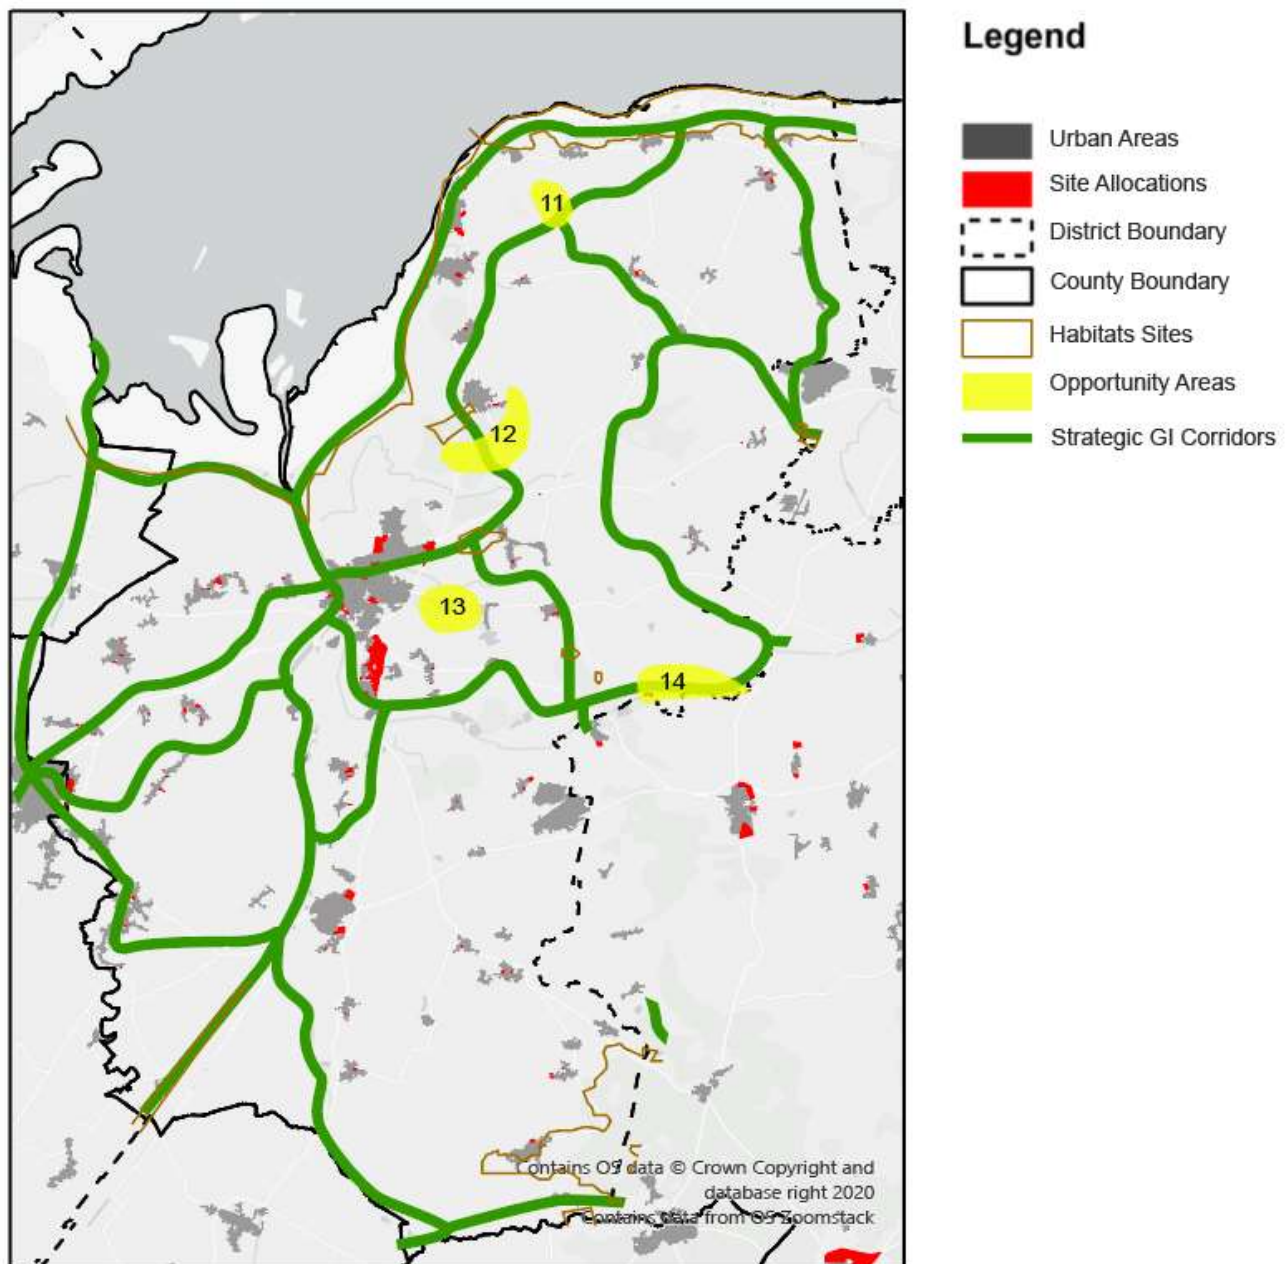 Legend
Urban Areas
Site Allocations
District Boundary
County Boundary
Habitats Sites
Opportunity Areas
Strategic GI Corridors
11
12
13
14
Contains OS data © Crown Copyright and
database right 2020
Contains data from OS Zoomstack